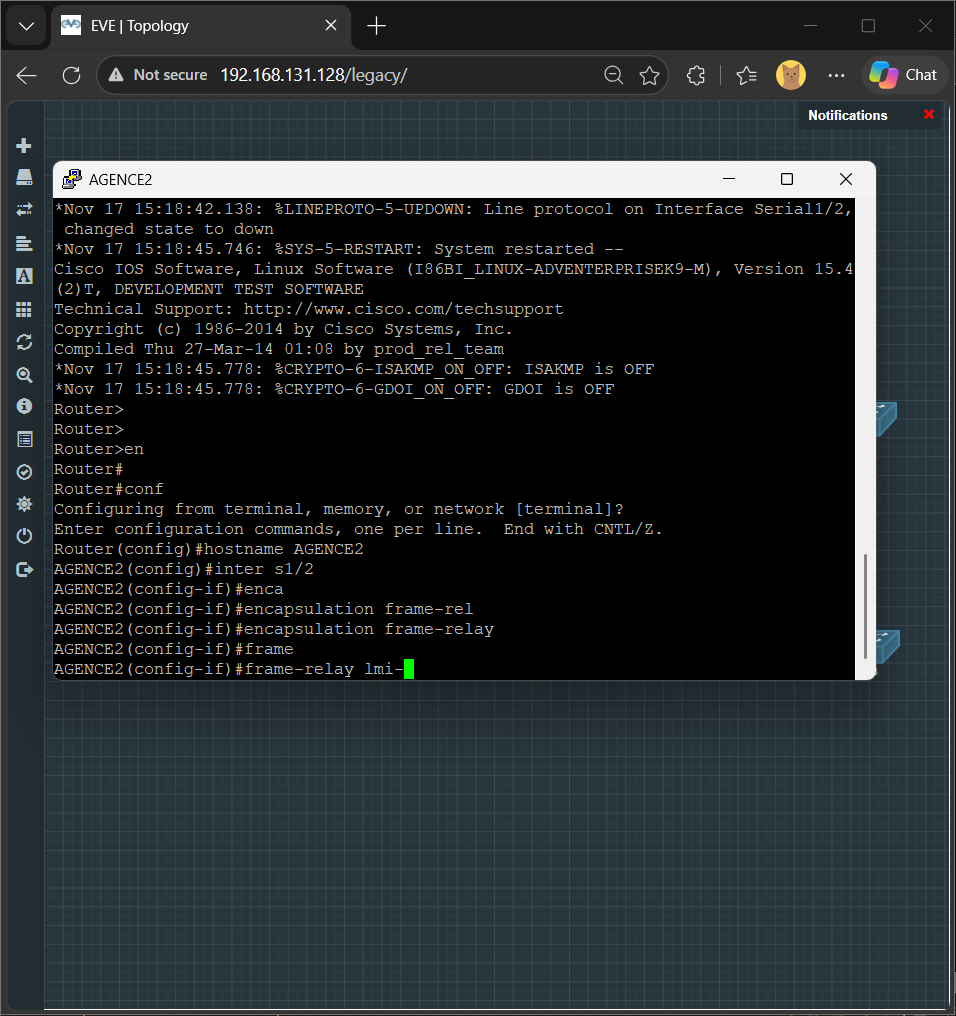 EVE | Topology
Not secure 192.168.131.128/legacy/
Chat
Notifications
AGENCE2
*Nov 17 15:18:42.138: %LINEPROTO-5-UPDOWN: Line protocol on Interface Serial1/2,
changed state to down
*Nov 17 15:18:45.746: %SYS-5-RESTART: System restarted --
Cisco IOS Software, Linux Software (I86BI_LINUX-ADVENTERPRISEK9-M), Version 15.4
(2)T, DEVELOPMENT TEST SOFTWARE
Technical Support: http://www.cisco.com/techsupport
Copyright (c) 1986-2014 by Cisco Systems, Inc.
Compiled Thu 27-Mar-14 01:08 by prod_rel_team
*Nov 17 15:18:45.778: %CRYPTO-6-ISAKMP_ON_OFF: ISAKMP is OFF
*Nov 17 15:18:45.778: %CRYPTO-6-GDOI_ON_OFF: GDOI is OFF
Router>
Router>
Router>en
Router#
Router#conf
Configuring from terminal, memory, or network [terminal]?
Enter configuration commands, one per line.  End with CNTL/Z.
Router(config)#hostname AGENCE2
AGENCE2(config)#inter s1/2
AGENCE2(config-if)#enca
AGENCE2(config-if)#encapsulation frame-rel
AGENCE2(config-if)#encapsulation frame-relay
AGENCE2(config-if)#frame
AGENCE2(config-if)#frame-relay lmi-